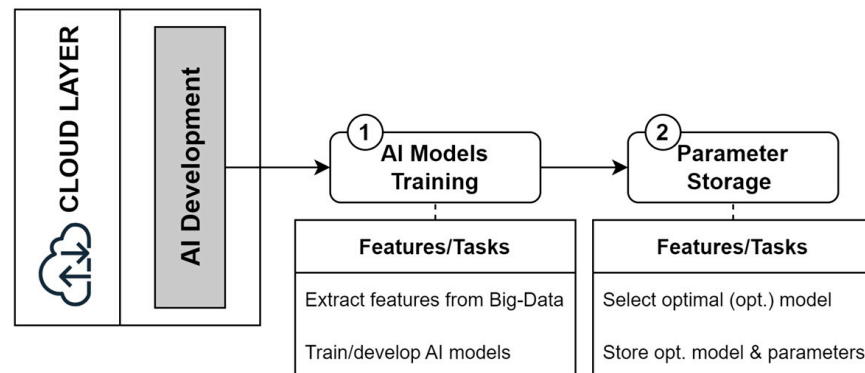 CLOUD LAYER
AI Development
1
AI Models
Training
2
Parameter
Storage
Features/Tasks
Extract features from Big-Data
Train/develop AI models
Features/Tasks
Select optimal (opt.) model
Store opt. model & parameters